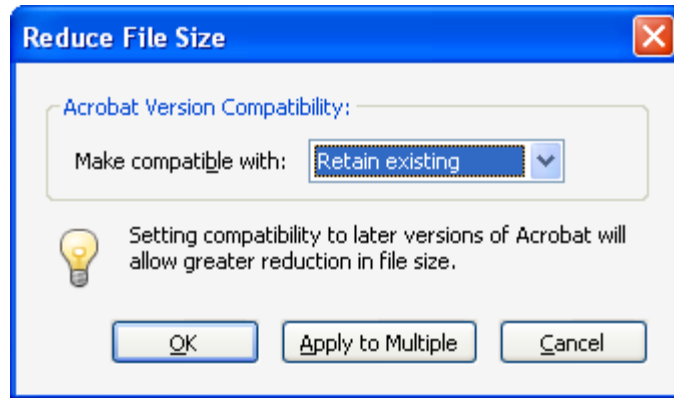 Reduce File Size
Acrobat Version Compatibility:
Make compatible with: Retain existing
Setting compatibility to later versions of Acrobat will
allow greater reduction in file size.
OK Apply to Multiple Cancel